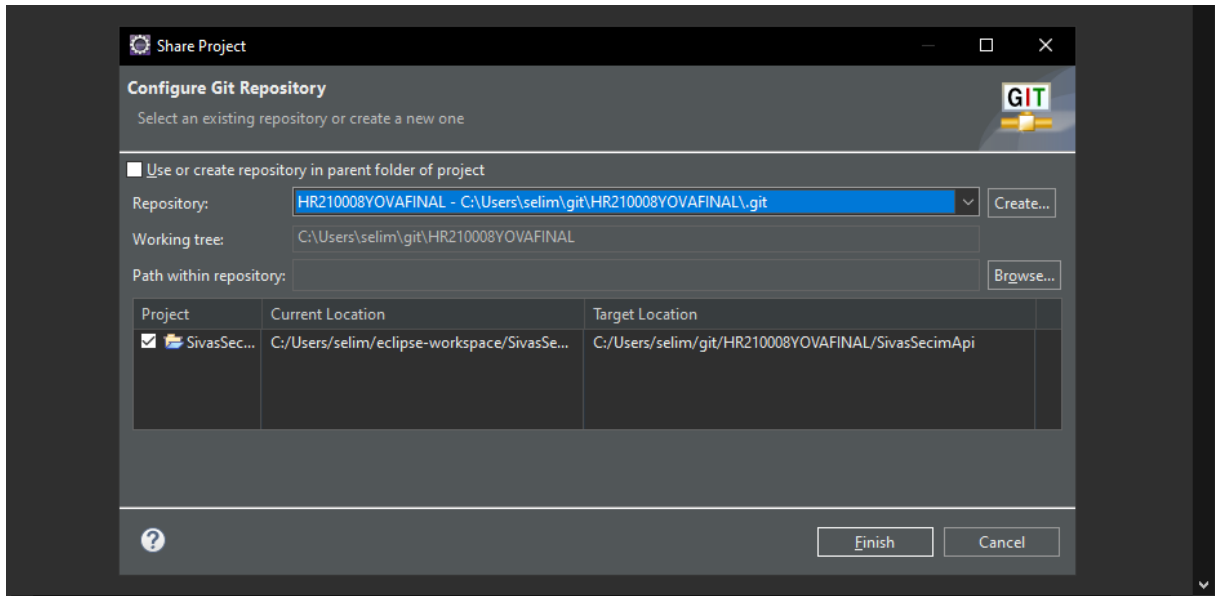 Share Project
Configure Git Repository
Select an existing repository or create a new one
GIT
Use or create repository in parent folder of project
Repository: HR210008YOVAFINAL - C:\Users\selim\git\HR210008YOVAFINAL\.git Create...
Working tree: C:\Users\selim\git\HR210008YOVAFINAL
Path within repository: Browse...
Project Current Location Target Location
SivasSec... C:/Users/selim/eclipse-workspace/SivasSe... C:/Users/selim/git/HR210008YOVAFINAL/SivasSecimApi
? Finish Cancel